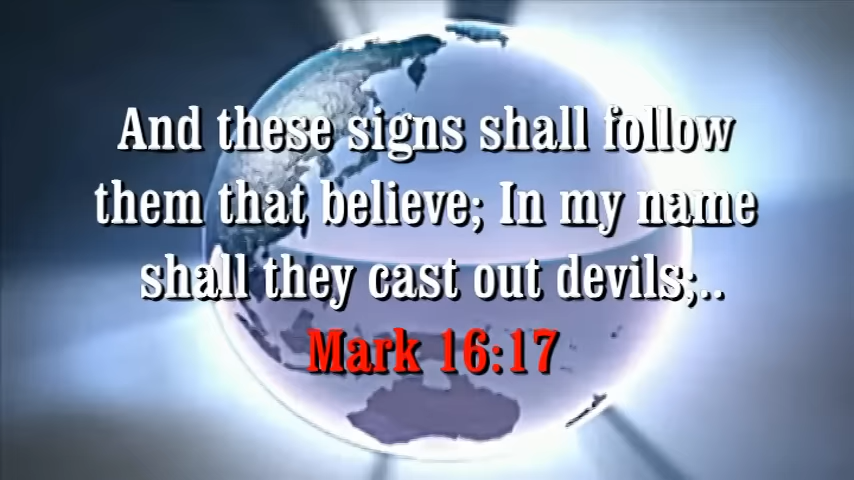 And these signs shall follow
them that believe; In my name
shall they cast out devils;..
Mark 16:17